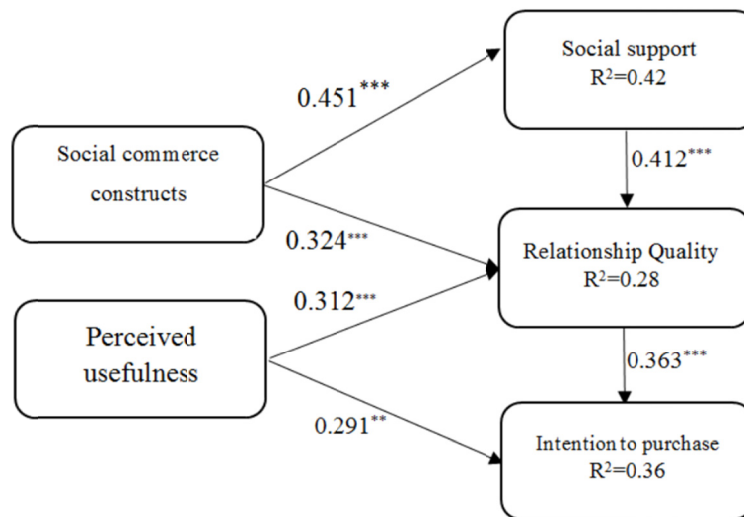 Social support
R²=0.42
0.451***
Social commerce
constructs
0.412***
0.324***
Relationship Quality
R²=0.28
0.312***
Perceived
usefulness
0.363***
0.291**
Intention to purchase
R²=0.36